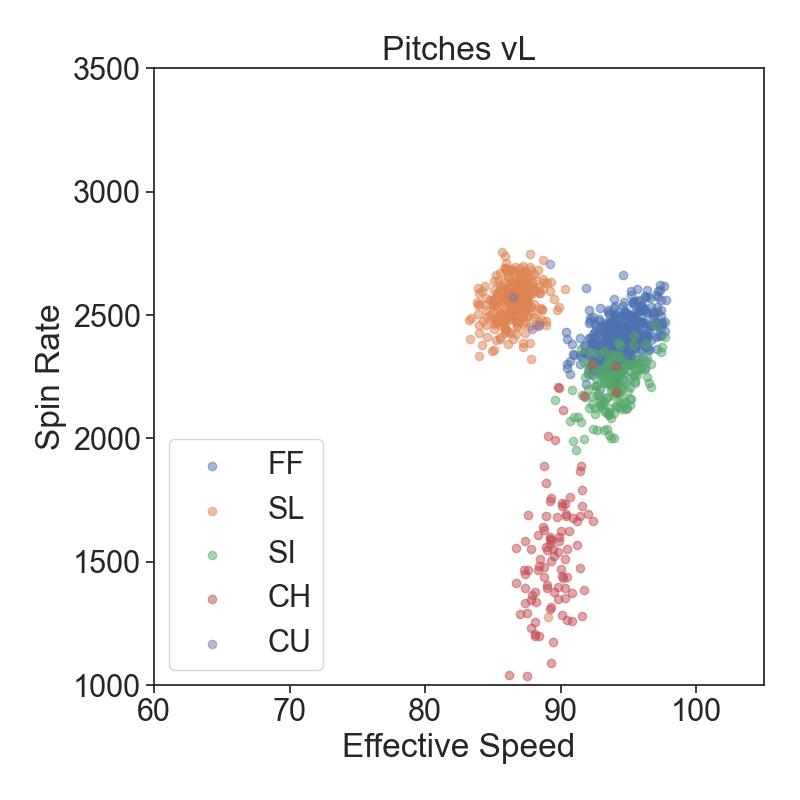 Pitches vL
3500
3000
2500
2000
1500
1000
Spin Rate
FF
SL
SI
CH
CU
60 70 80 90 100
Effective Speed